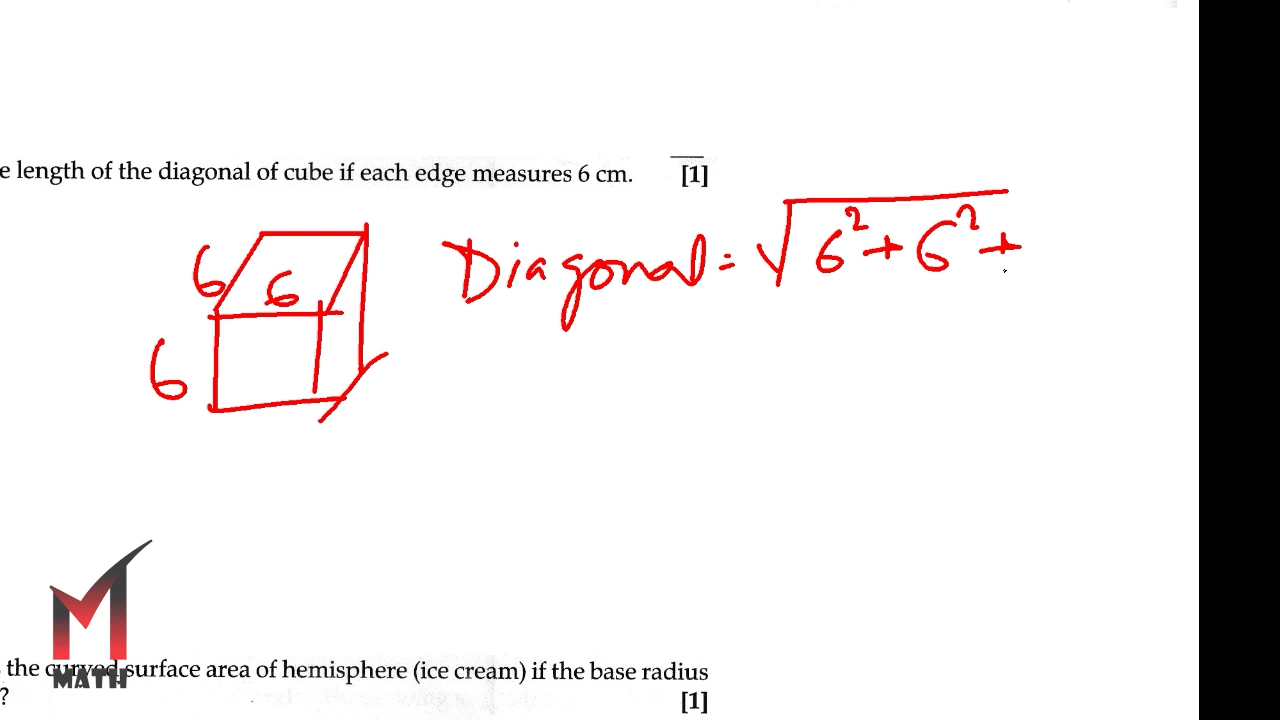 e length of the diagonal of cube if each edge measures 6 cm. [1]
Diagonal = √6² + 6² +
6
6
6
the curved surface area of hemisphere (ice cream) if the base radius
? [1]
MATH